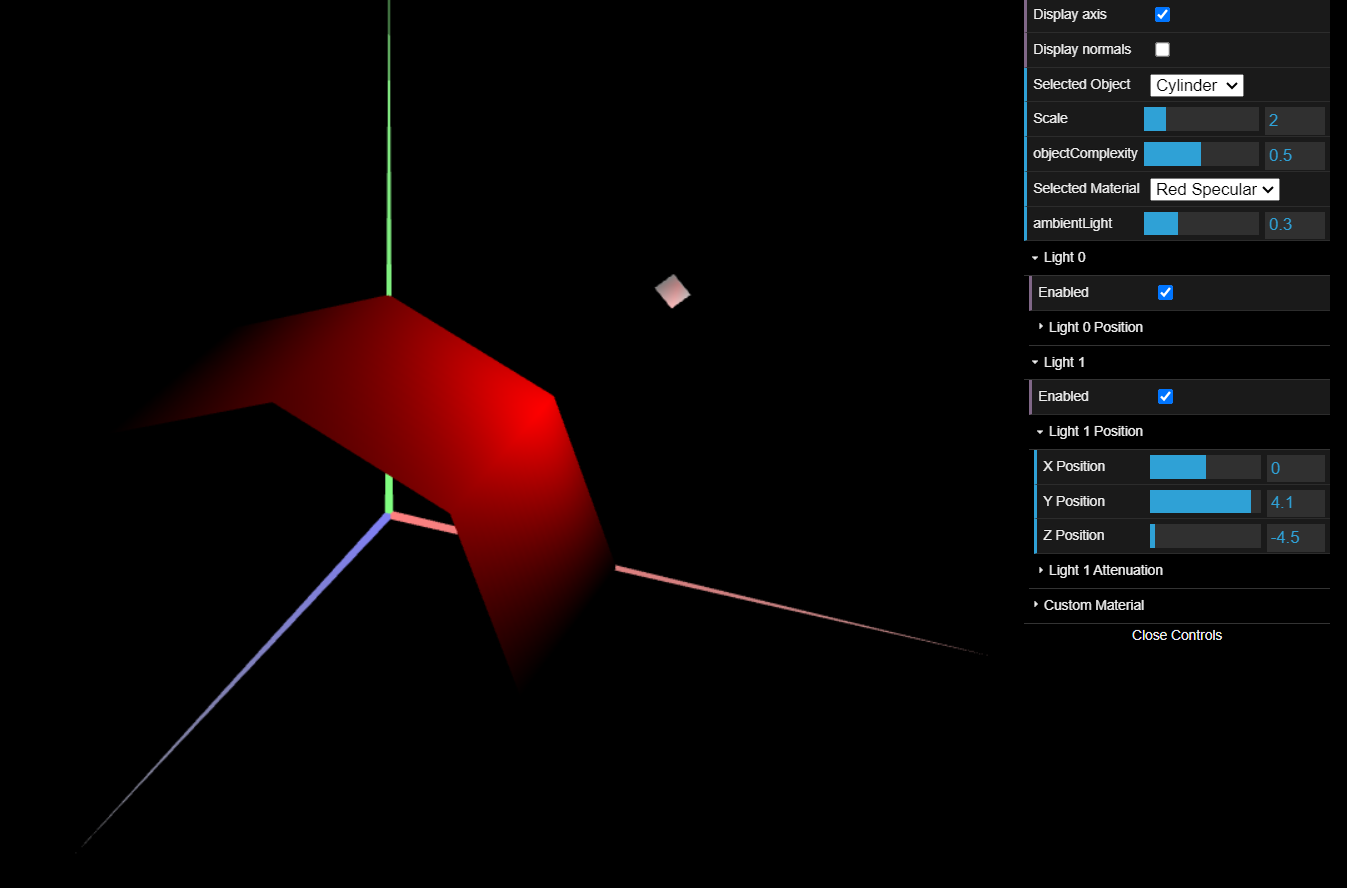 Display axis
Display normals
Selected Object Cylinder
Scale 2
objectComplexity 0.5
Selected Material Red Specular
ambientLight 0.3
Light 0
Enabled
Light 0 Position
Light 1
Enabled
Light 1 Position
X Position 0
Y Position 4.1
Z Position -4.5
Light 1 Attenuation
Custom Material
Close Controls